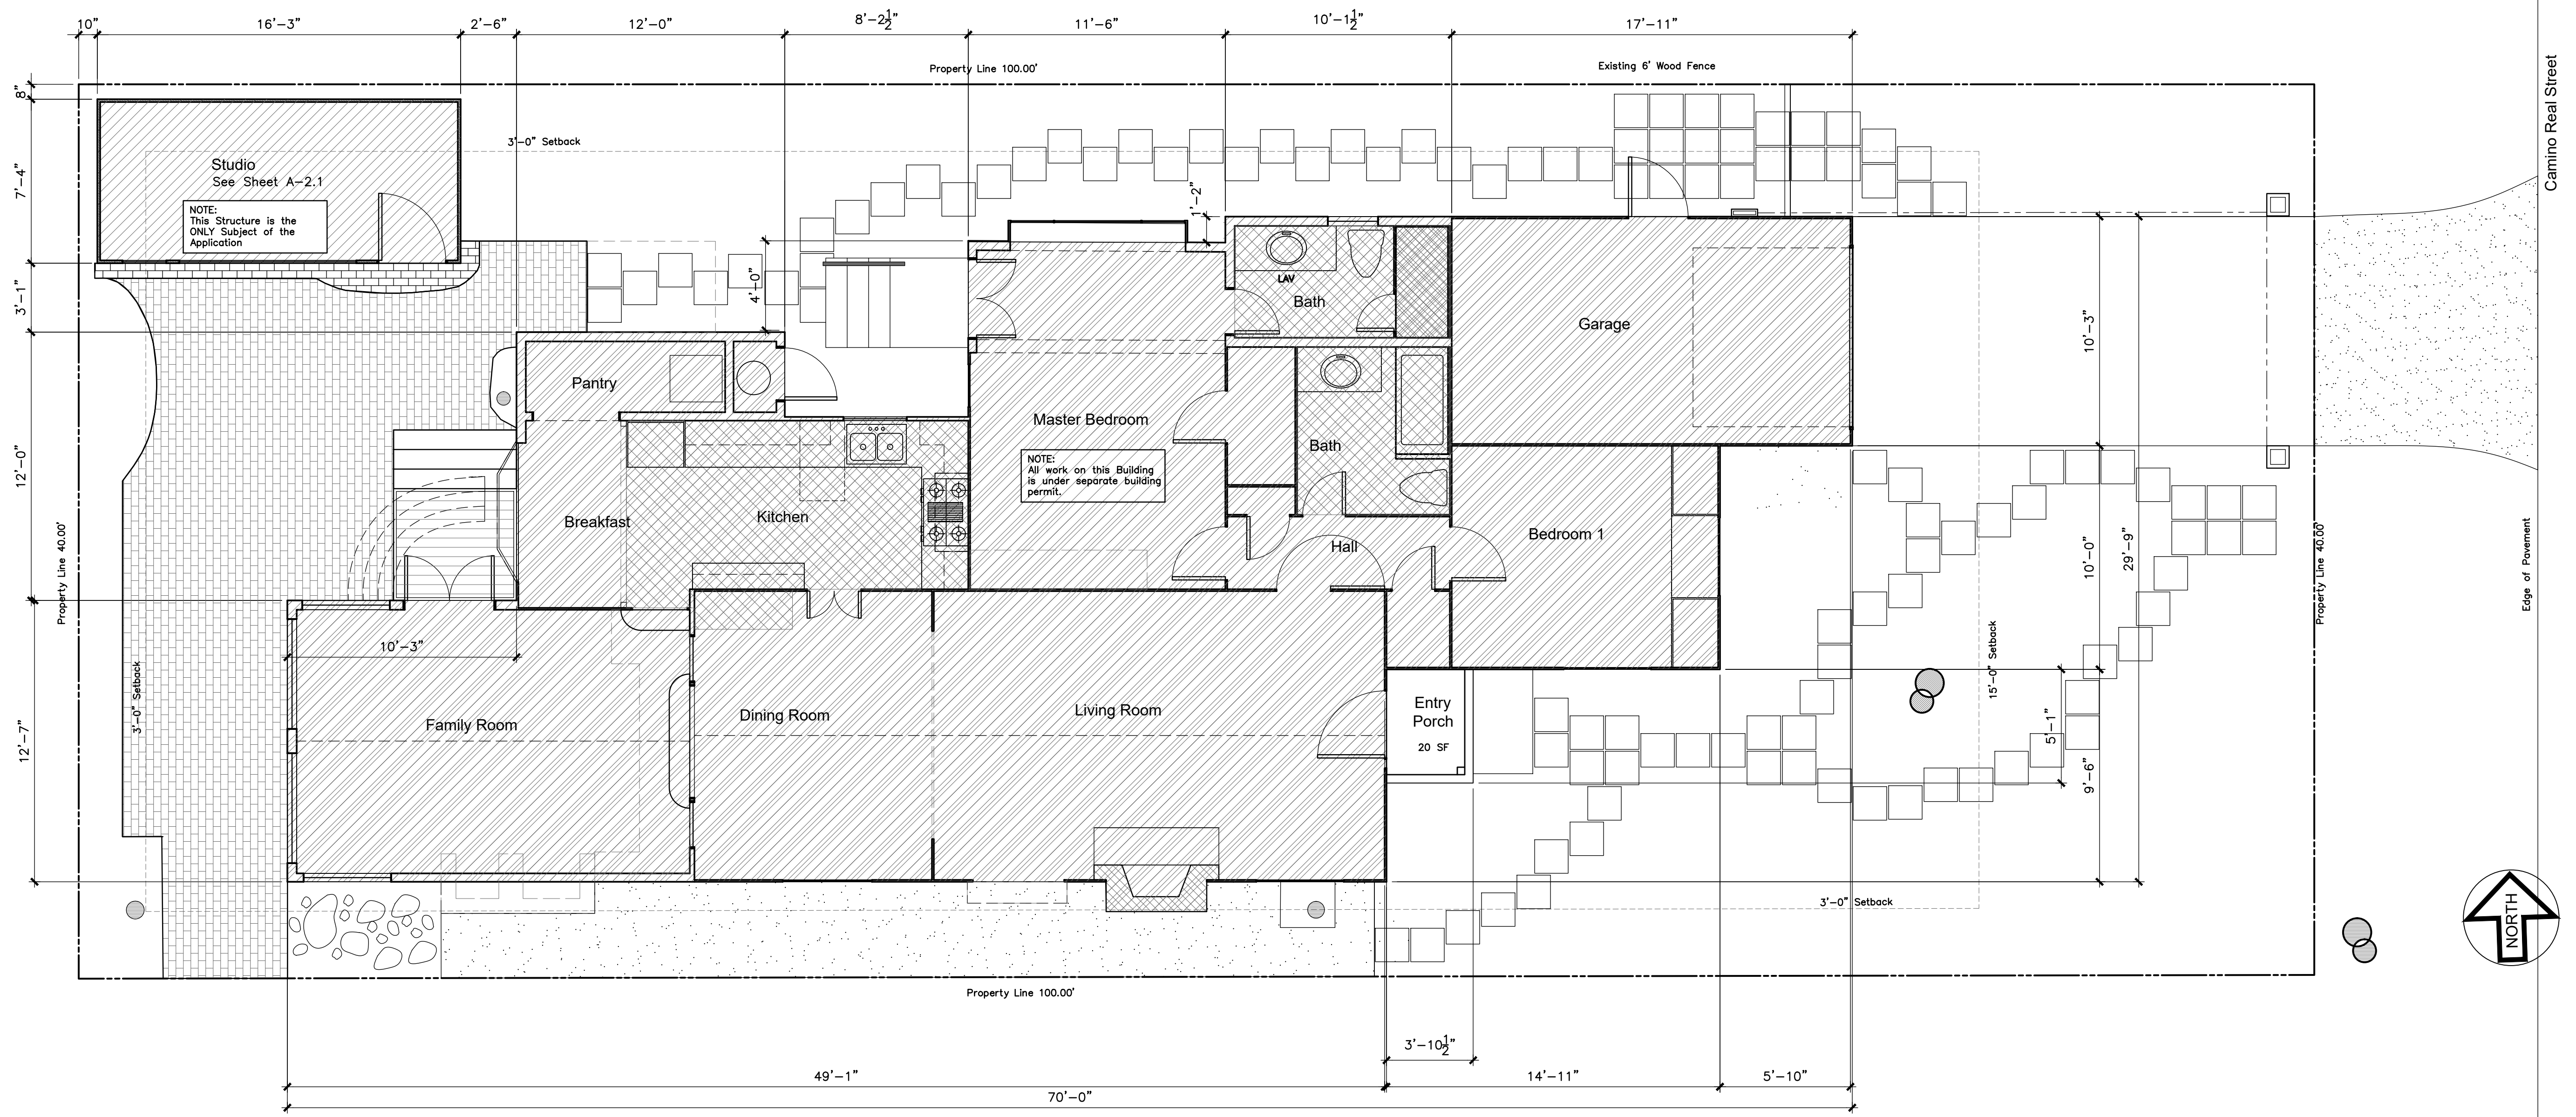 10” 16’-3” 2’-6” 12’-0” 8’-2 1/2” 11’-6” 10’-1 1/2” 17’-11”
Property Line 100.00’
Existing 6’ Wood Fence
Camino Real Street
8”
3’-0” Setback
Studio
See Sheet A-2.1
7’-4”
NOTE:
This Structure is the
ONLY Subject of the
Application
1’-2”
LAV
Bath
4’-0”
3’-1”
Garage
10’-3”
Pantry
Master Bedroom
Bath
NOTE:
All work on this Building
is under separate building
permit.
12’-0”
Breakfast
Kitchen
Hall
Bedroom 1
10’-0”
29’-9”
Property Line 40.00’
Property Line 40.00’
Edge of Pavement
10’-3”
3’-0” Setback
15’-0” Setback
Family Room
Dining Room
Living Room
Entry
Porch
20 SF
12’-7”
5’-1”
9’-6”
3’-0” Setback
NORTH
Property Line 100.00’
3’-10 1/2”
49’-1” 14’-11” 5’-10”
70’-0”